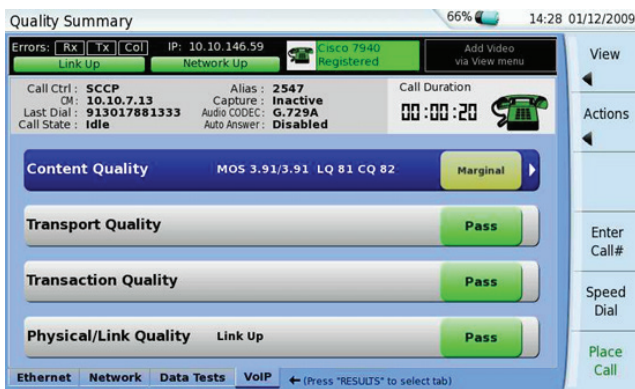 Quality Summary 66% 14:28 01/12/2009
Errors: Rx Tx Col IP: 10.10.146.59 Cisco 7940 Add Video
Link Up Network Up Registered via View menu
View
Call Ctrl : SCCP Alias : 2547 Call Duration
CM: 10.10.7.13 Capture : Inactive
Last Dial : 913017881333 Audio CODEC: G.729A 00:00:20
Call State : Idle Auto Answer: Disabled
Actions
Content Quality MOS 3.91/3.91 LQ 81 CQ 82 Marginal
Transport Quality Pass
Enter
Call#
Transaction Quality Pass
Speed
Dial
Physical/Link Quality Link Up Pass
Place
Call
Ethernet Network Data Tests VoIP ← (Press "RESULTS" to select tab)